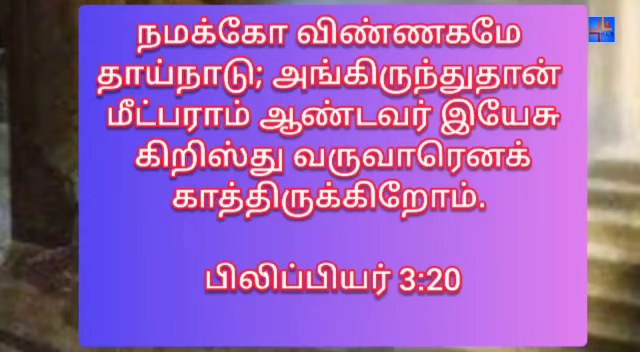 நமக்கோ விண்ணகமே
தாய்நாடு; அங்கிருந்துதான்
மீட்பராம் ஆண்டவர் இயேசு
கிறிஸ்து வருவாரெனக்
காத்திருக்கிறோம்.
பிலிப்பியர் 3:20